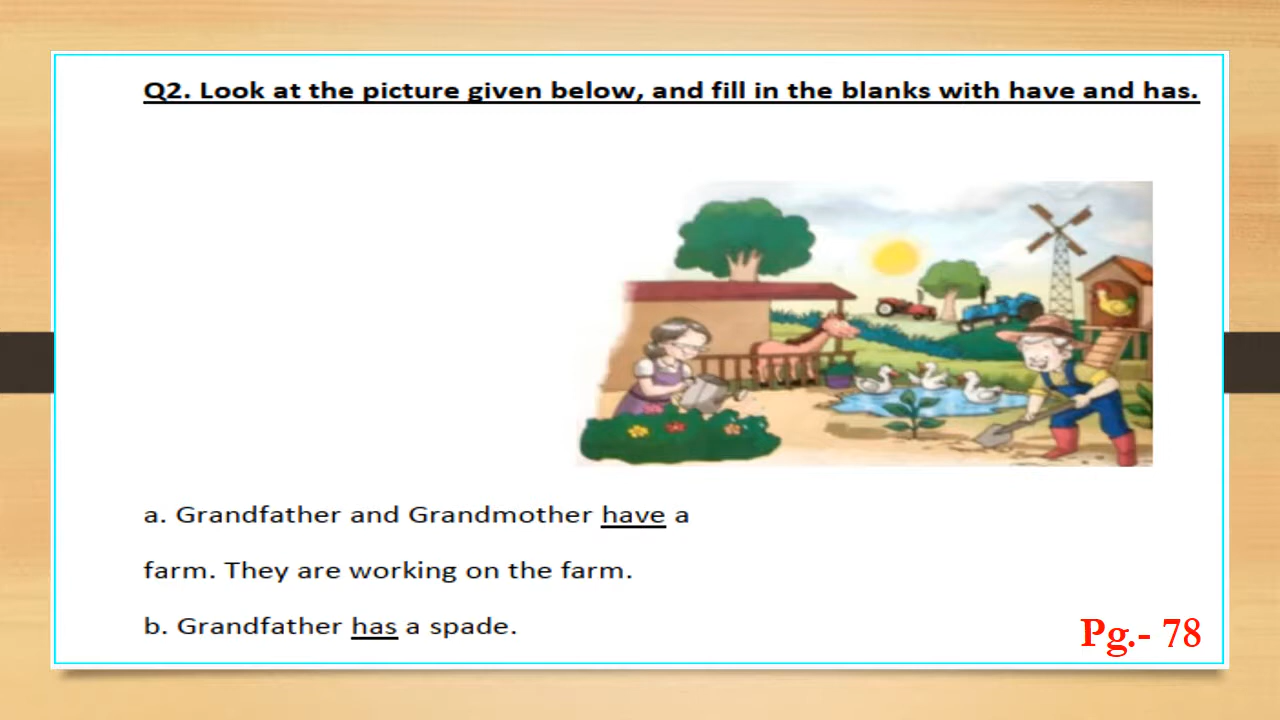 Q2. Look at the picture given below, and fill in the blanks with have and has.
a. Grandfather and Grandmother have a
farm. They are working on the farm.
b. Grandfather has a spade.
Pg.- 78